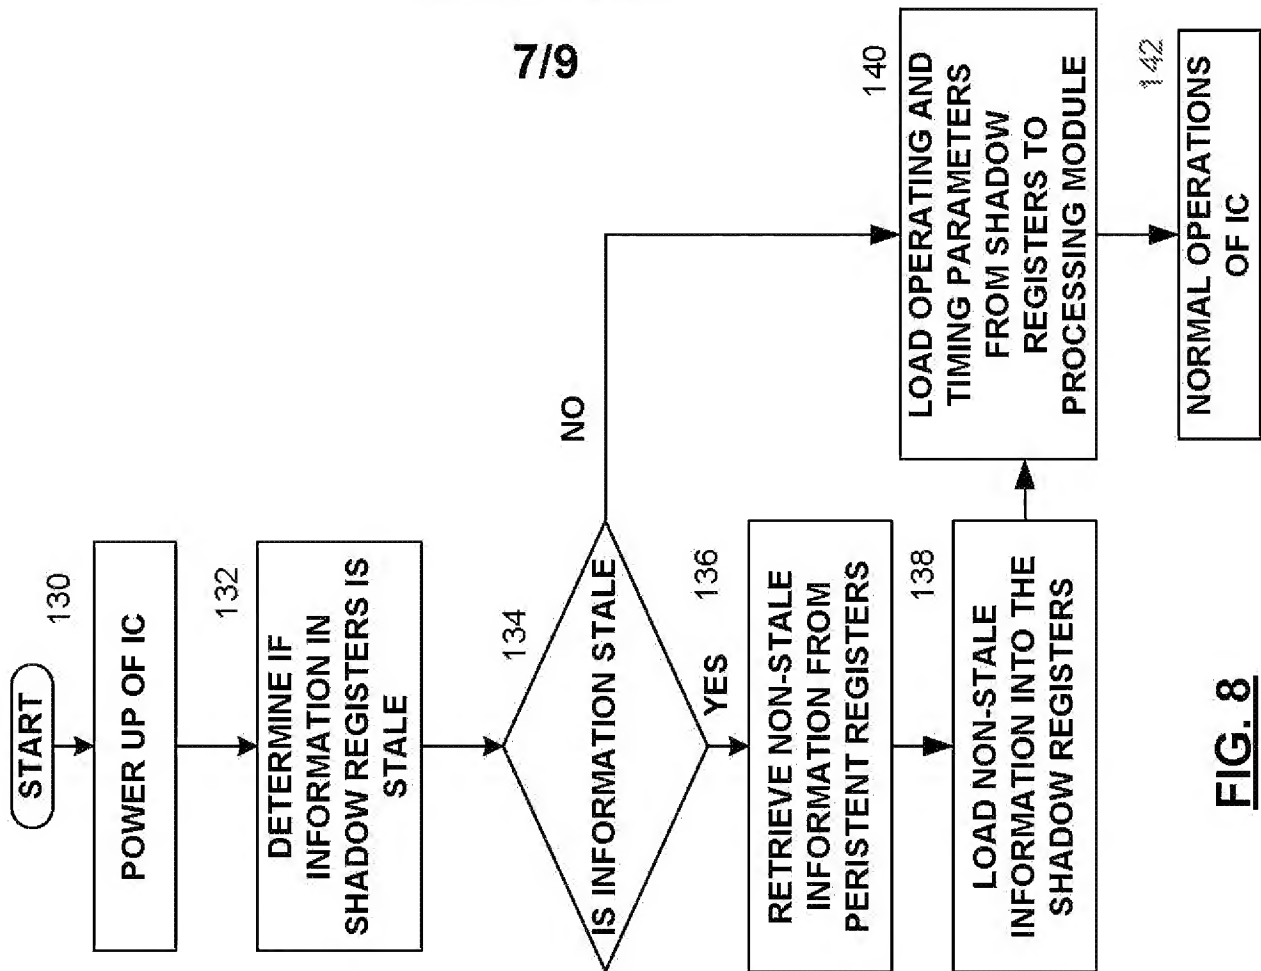 7/9
START
130
POWER UP OF IC
132
DETERMINE IF
INFORMATION IN
SHADOW REGISTERS IS
STALE
134
IS INFORMATION STALE
NO
YES
136
RETRIEVE NON-STALE
INFORMATION FROM
PERISTENT REGISTERS
138
LOAD NON-STALE
INFORMATION INTO THE
SHADOW REGISTERS
140
LOAD OPERATING AND
TIMING PARAMETERS
FROM SHADOW
REGISTERS TO
PROCESSING MODULE
142
NORMAL OPERATIONS
OF IC
FIG. 8